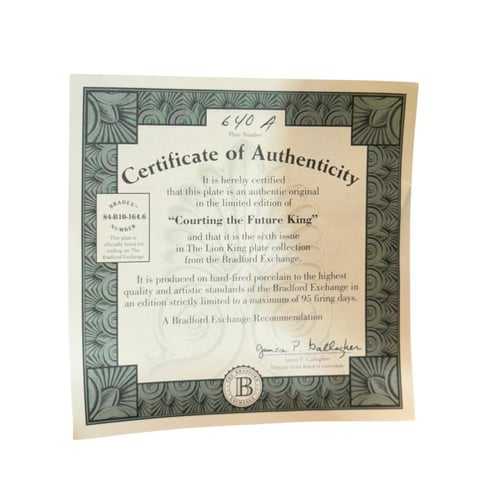 640 A
Plate Number
Certificate of Authenticity
It is hereby certified
that this plate is an authentic original
in the limited edition of
"Courting the Future King"
and that it is the sixth issue
in The Lion King plate collection
from the Bradford Exchange.
BRADEX™
84-B10-164.6
NUMBER
This plate is
officially listed for
trading on The
Bradford Exchange.
It is produced on hard-fired porcelain to the highest
quality and artistic standards of the Bradford Exchange in
an edition strictly limited to a maximum of 95 firing days.
A Bradford Exchange Recommendation
James P. Gallagher
James P. Gallagher
Director of the Board of Governors
B